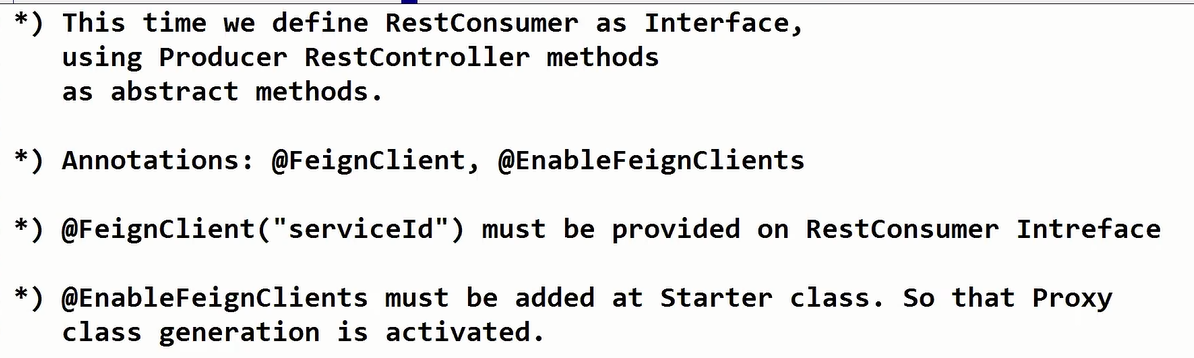 *) This time we define RestConsumer as Interface,
using Producer RestController methods
as abstract methods.
*) Annotations: @FeignClient, @EnableFeignClients
*) @FeignClient("serviceId") must be provided on RestConsumer Intreface
*) @EnableFeignClients must be added at Starter class. So that Proxy
class generation is activated.